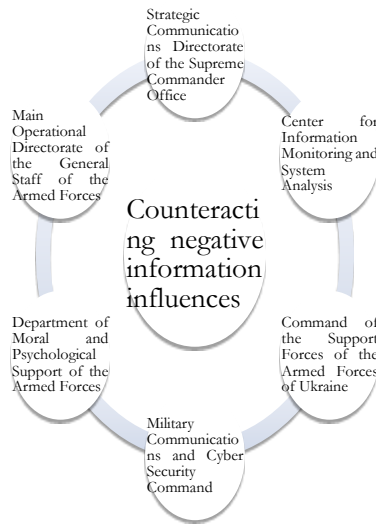 Strategic
Communicatio
ns Directorate
of the Supreme
Commander
Office
Center for
Information
Monitoring and
System
Analysis
Command of
the Support
Forces of the
Armed Forces
of Ukraine
Military
Communicatio
ns and Cyber
Security
Command
Department of
Moral and
Psychological
Support of the
Armed Forces
Main
Operational
Directorate of
the General
Staff of the
Armed Forces
Counteracti
ng negative
information
influences